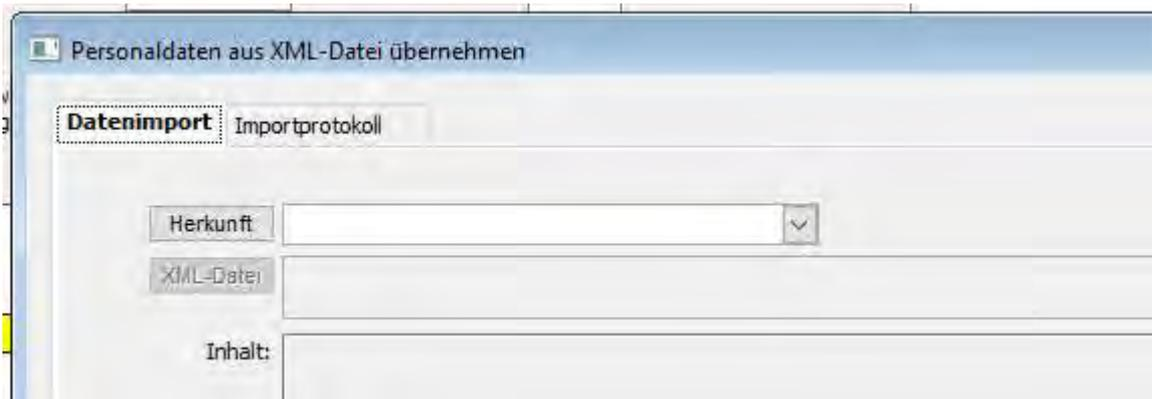 Personaldaten aus XML-Datei übernehmen
Datenimport Importprotokoll
Herkunft
XML-Datei
Inhalt: